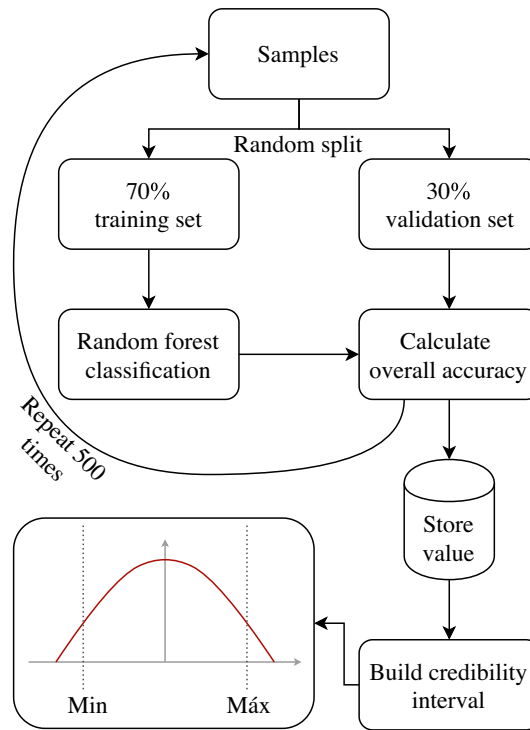 Samples
Random split
70%
training set
30%
validation set
Random forest
classification
Calculate
overall accuracy
Repeat 500
times
Store
value
Build credibility
interval
Min
Máx